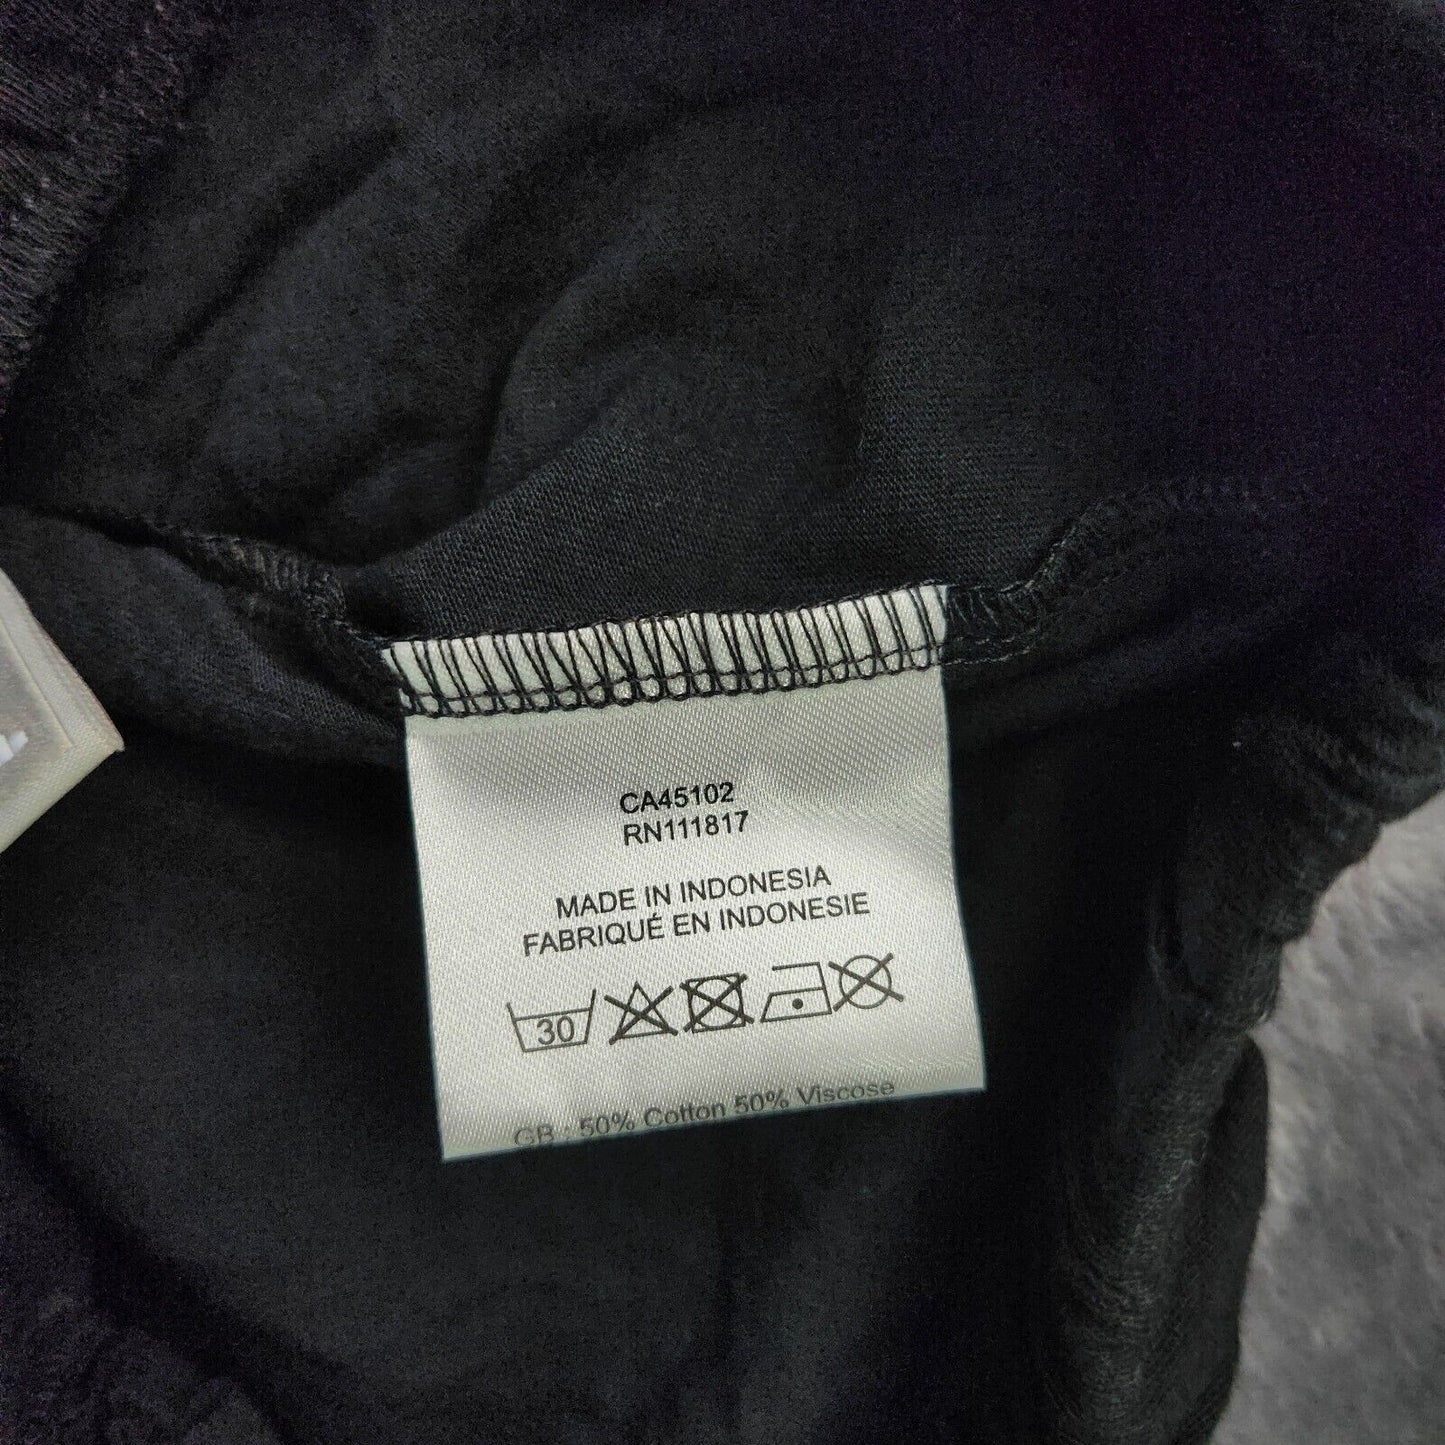 CA45102
RN111817
MADE IN INDONESIA
FABRIQUÉ EN INDONESIE
30
GB : 50% Cotton 50% Viscose